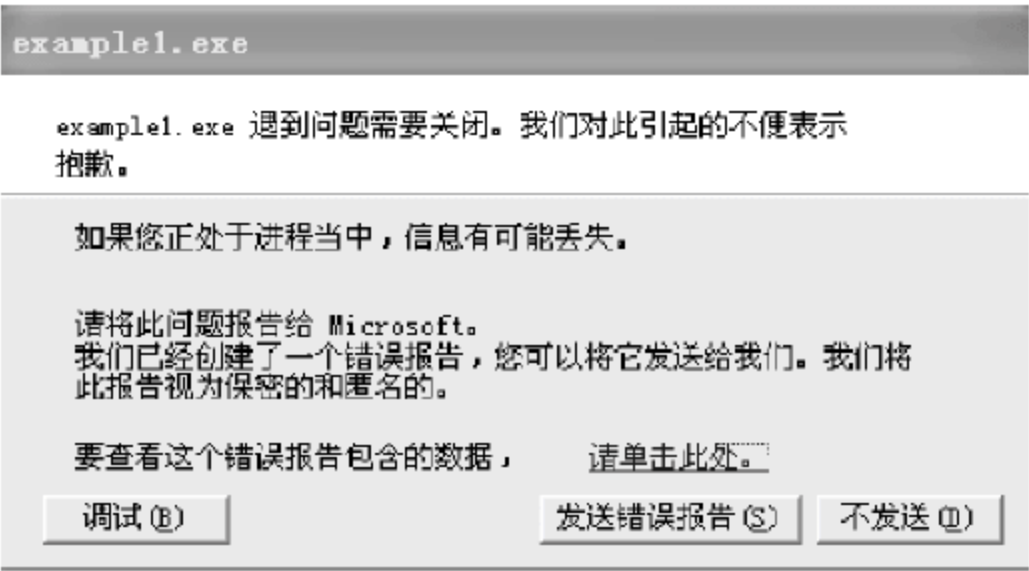 example1.exe
example1.exe 遇到问题需要关闭。我们对此引起的不便表示
抱歉。
如果您正处于进程当中，信息有可能丢失。
请将此问题报告给 Microsoft。
我们已经创建了一个错误报告，您可以将它发送给我们。我们将
此报告视为保密的和匿名的。
要查看这个错误报告包含的数据， 请单击此处。
调试(B) 发送错误报告(S) 不发送(D)